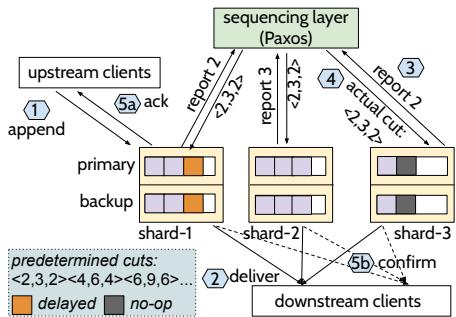 sequencing layer
(Paxos)
upstream clients
1
append
5a ack
report 2
<2,3,2>
report 3
<2,3,2>
4
actual cut:
<2,3,2>
report 2
3
primary
backup
shard-1
shard-2
shard-3
predetermined cuts:
<2,3,2><4,6,4><6,9,6>...
delayed
no-op
2 deliver
5b confirm
downstream clients